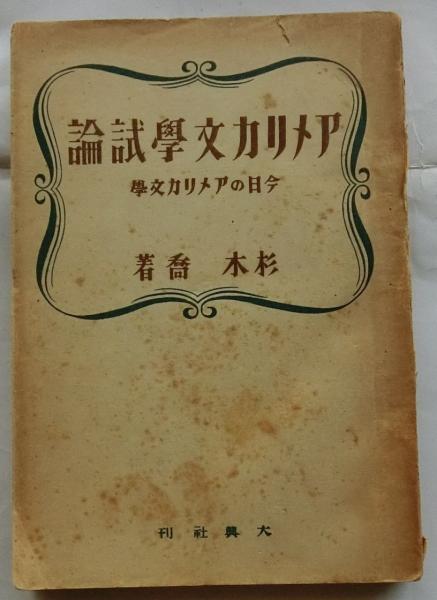 アメリカ文學試論
今日のアメリカ文學
杉木 喬 著
大興社刊